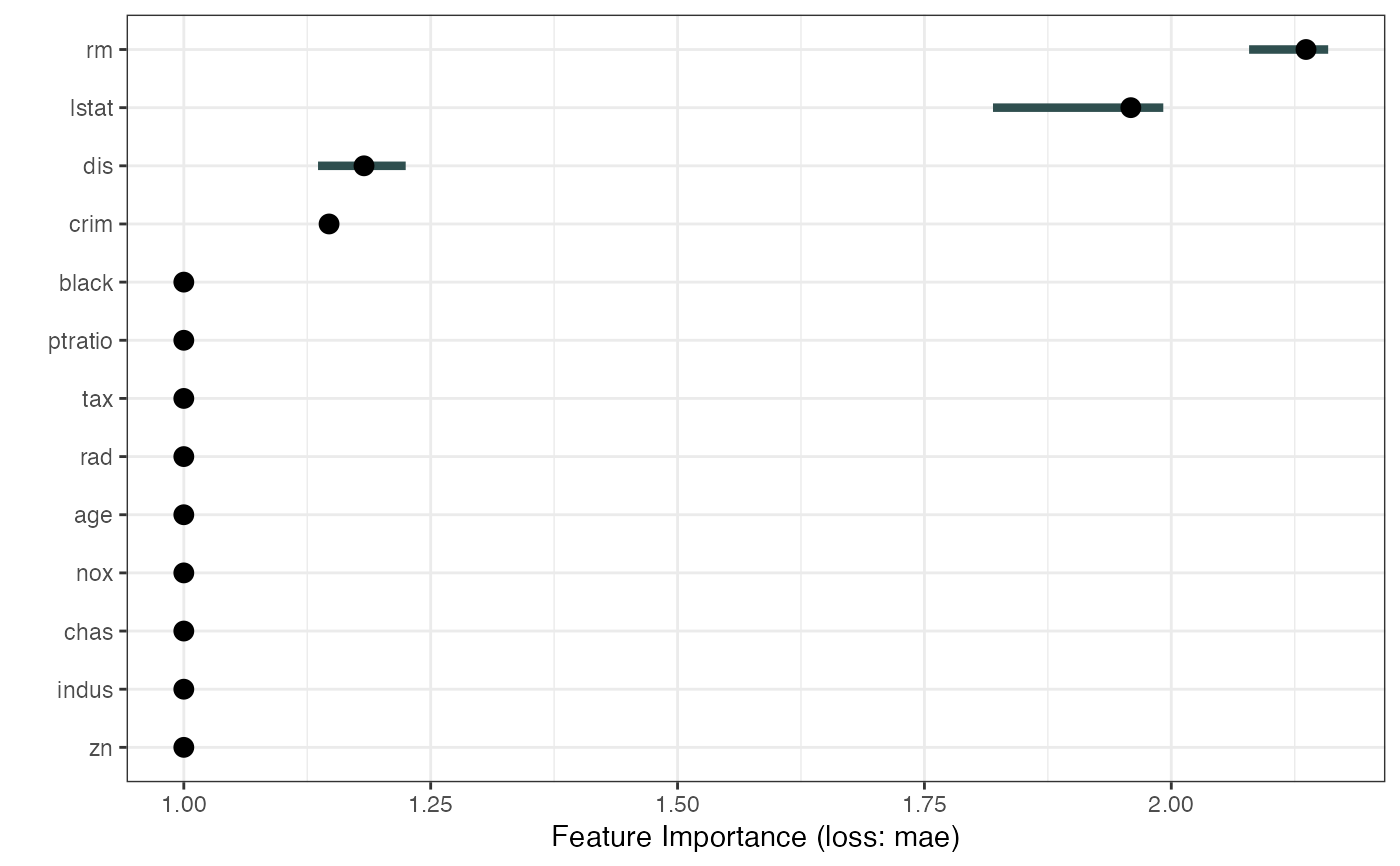 rm
lstat
dis
crim
black
ptratio
tax
rad
age
nox
chas
indus
zn
1.00 1.25 1.50 1.75 2.00
Feature Importance (loss: mae)